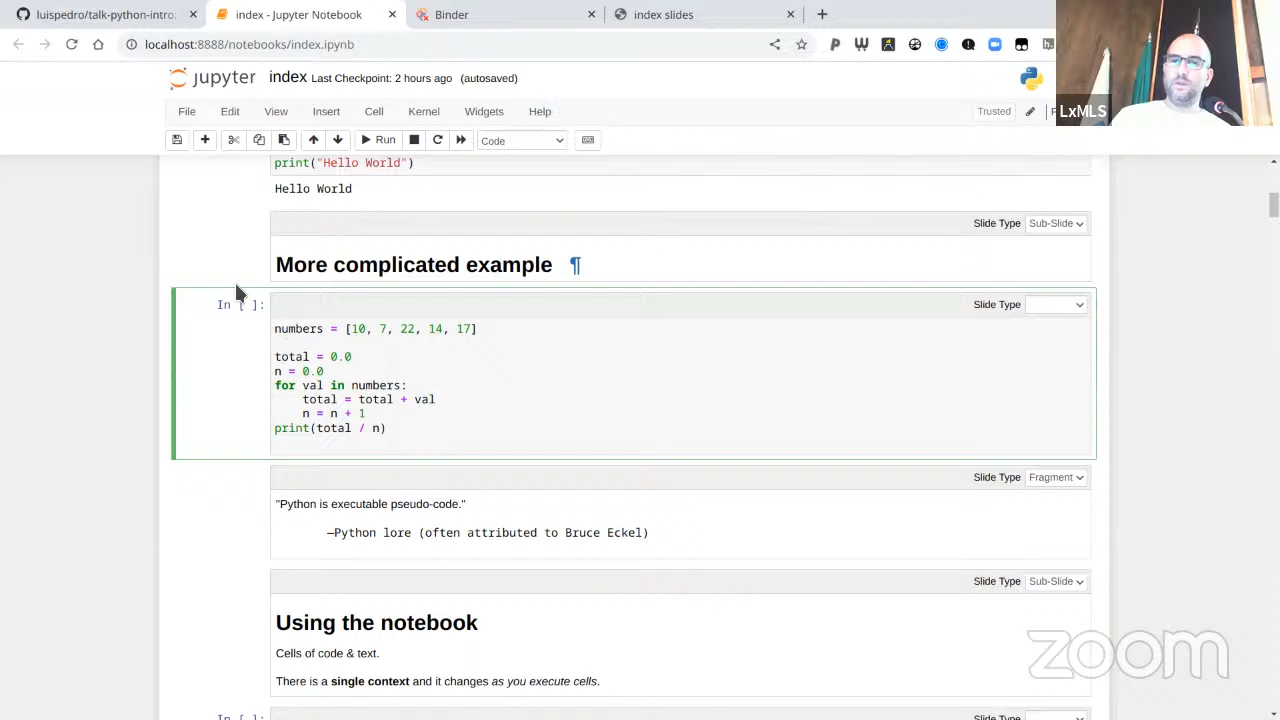 luispedro/talk-python-intro:
index - Jupyter Notebook
Binder
index slides
localhost:8888/notebooks/index.ipynb
jupyter index Last Checkpoint: 2 hours ago (autosaved)
File Edit View Insert Cell Kernel Widgets Help
Trusted
LxMLS
Run
Code
print("Hello World")
Hello World
Slide Type Sub-Slide
More complicated example ¶
In [ ]:
Slide Type
numbers = [10, 7, 22, 14, 17]
total = 0.0
n = 0.0
for val in numbers:
total = total + val
n = n + 1
print(total / n)
Slide Type Fragment
"Python is executable pseudo-code."
—Python lore (often attributed to Bruce Eckel)
Slide Type Sub-Slide
Using the notebook
Cells of code & text.
There is a single context and it changes as you execute cells.
zoom
In [ ]:
Slide Type